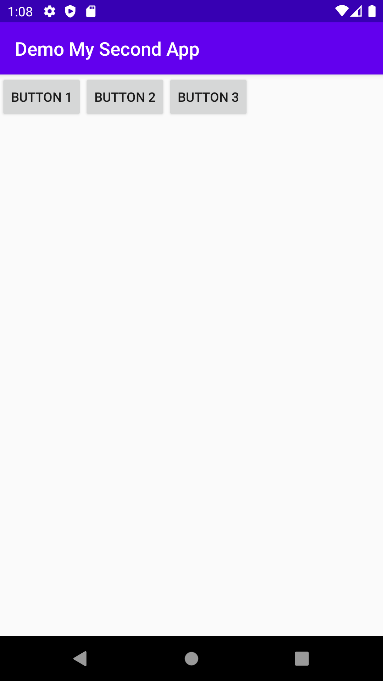 1:08
Demo My Second App
BUTTON 1 BUTTON 2 BUTTON 3